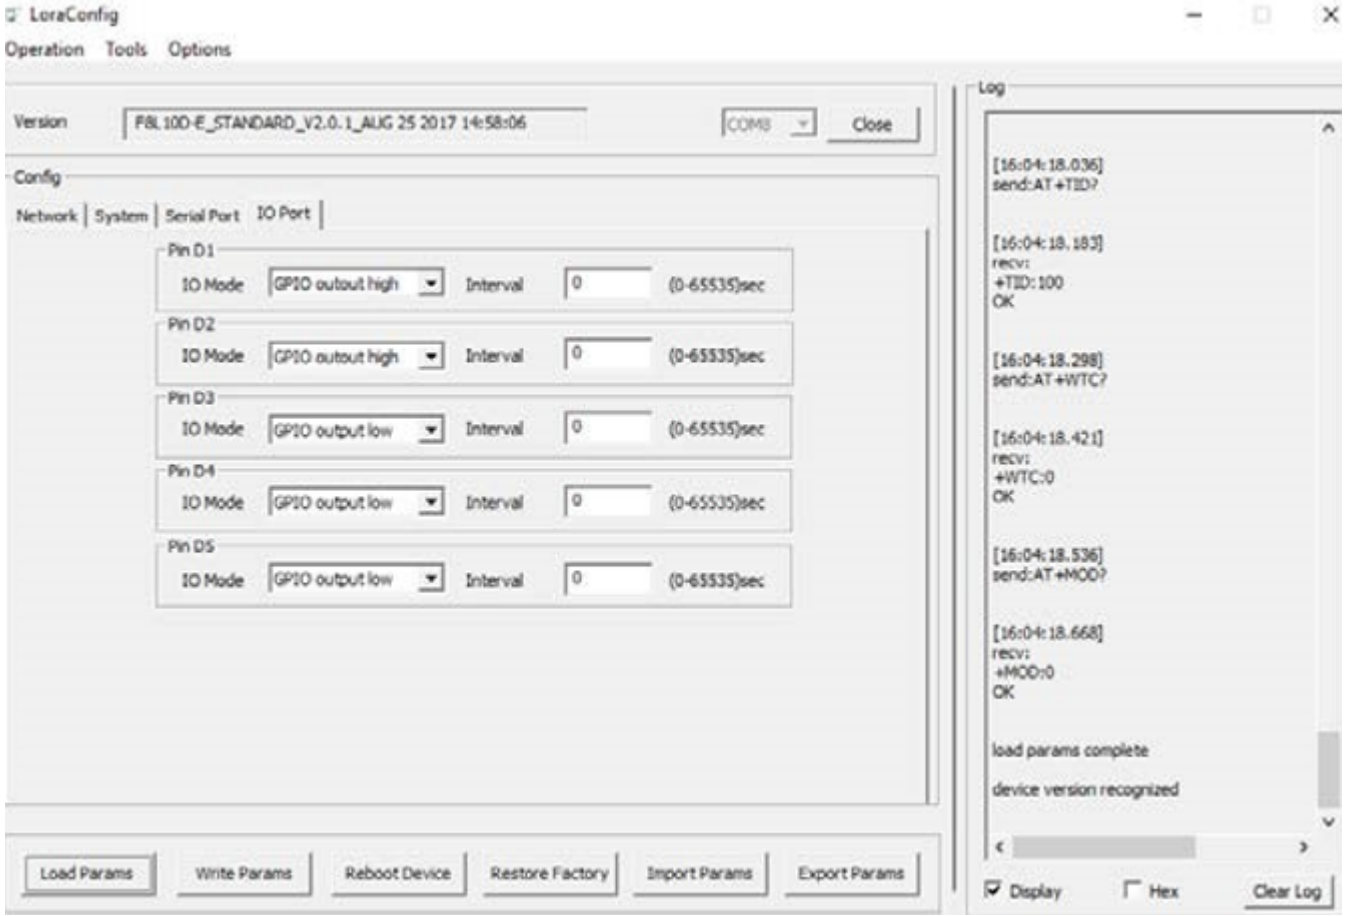 LoraConfig
Operation Tools Options
Version F8L10D-E_STANDARD_V2.0.1_AUG 25 2017 14:58:06 COM8 Close
Config
Network System Serial Port IO Port
Pin D1
IO Mode GPIO outout high Interval 0 (0-65535)sec
Pin D2
IO Mode GPIO outout high Interval 0 (0-65535)sec
Pin D3
IO Mode GPIO output low Interval 0 (0-65535)sec
Pin D4
IO Mode GPIO output low Interval 0 (0-65535)sec
Pin D5
IO Mode GPIO output low Interval 0 (0-65535)sec
Load Params Write Params Reboot Device Restore Factory Import Params Export Params
Log
[16:04:18.036]
send:AT+TID?
[16:04:18.183]
recv:
+TID:100
OK
[16:04:18.298]
send:AT+WTC?
[16:04:18.421]
recv:
+WTC:0
OK
[16:04:18.536]
send:AT+MOD?
[16:04:18.668]
recv:
+MOD:0
OK
load params complete
device version recognized
Display Hex Clear Log